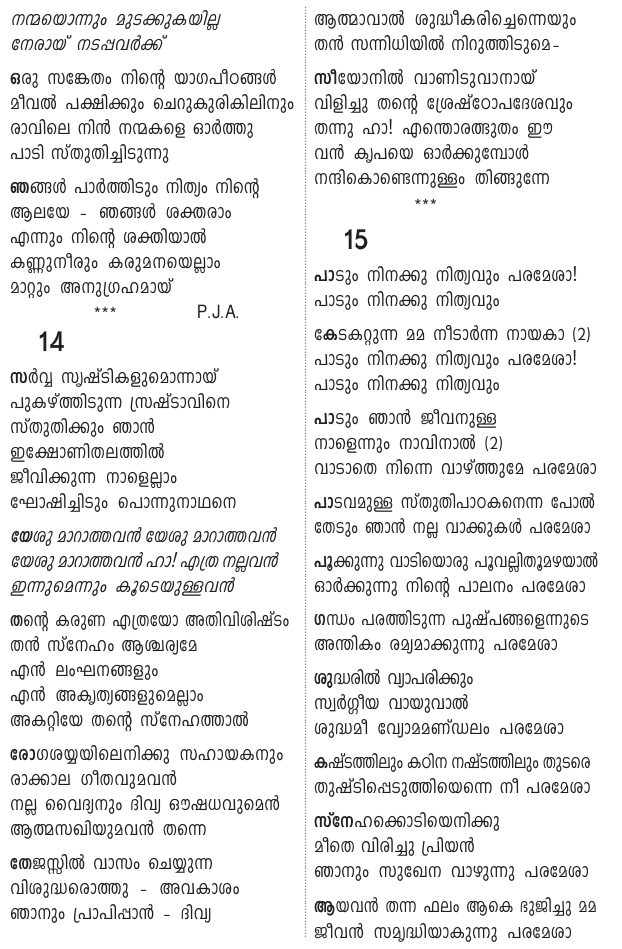 നന്മയൊന്നും മുടക്കുകയില്ല
നേരായ് നടപ്പവർക്ക്
ഒരു സങ്കേതം നിന്റെ യാഗപീഠങ്ങൾ
മീവൽ പക്ഷിക്കും ചെറുകുരികിലിനും
രാവിലെ നിൻ നന്മകളെ ഓർത്തു
പാടി സ്തുതിച്ചിടുന്നു
ഞങ്ങൾ പാർത്തിടും നിത്യം നിന്റെ
ആലയേ - ഞങ്ങൾ ശക്തരാം
എന്നും നിന്റെ ശക്തിയാൽ
കണ്ണുനീരും കരുമനയെല്ലാം
മാറ്റും അനുഗ്രഹമായ്
*** P.J.A.
14
സർവ്വ സൃഷ്ടികളുമൊന്നായ്
പുകഴ്ത്തിടുന്ന സ്രഷ്ടാവിനെ
സ്തുതിക്കും ഞാൻ
ഇക്ഷോണിതലത്തിൽ
ജീവിക്കുന്ന നാളെല്ലാം
ഘോഷിച്ചിടും പൊന്നുനാഥനെ
യേശു മാറാത്തവൻ യേശു മാറാത്തവൻ
യേശു മാറാത്തവൻ ഹാ! എത്ര നല്ലവൻ
ഇന്നുമെന്നും കൂടെയുള്ളവൻ
തന്റെ കരുണ എത്രയോ അതിവിശിഷ്ടം
തൻ സ്നേഹം ആശ്ചര്യമേ
എൻ ലംഘനങ്ങളും
എൻ അകൃത്യങ്ങളുമെല്ലാം
അകറ്റിയേ തന്റെ സ്നേഹത്താൽ
രോഗശയ്യയിലെനിക്കു സഹായകനും
രാക്കാല ഗീതവുമവൻ
നല്ല വൈദ്യനും ദിവ്യ ഔഷധവുമെൻ
ആത്മസഖിയുമവൻ തന്നെ
തേജസ്സിൽ വാസം ചെയ്യുന്ന
വിശുദ്ധരൊത്തു - അവകാശം
ഞാനും പ്രാപിപ്പാൻ - ദിവ്യ
ആത്മാവാൽ ശുദ്ധീകരിച്ചെന്നെയും
തൻ സന്നിധിയിൽ നിറുത്തിടുമെ-
സീയോനിൽ വാണിടുവാനായ്
വിളിച്ചു തന്റെ ശ്രേഷ്ഠോപദേശവും
തന്നു ഹാ! എന്തൊരത്ഭുതം ഈ
വൻ കൃപയെ ഓർക്കുമ്പോൾ
നന്ദികൊണ്ടെന്നുള്ളം തിങ്ങുന്നേ
***
15
പാടും നിനക്കു നിത്യവും പരമേശാ!
പാടും നിനക്കു നിത്യവും
കേടകറ്റുന്ന മമ നീടാർന്ന നായകാ (2)
പാടും നിനക്കു നിത്യവും പരമേശാ!
പാടും നിനക്കു നിത്യവും
പാടും ഞാൻ ജീവനുള്ള
നാളെന്നും നാവിനാൽ (2)
വാടാതെ നിന്നെ വാഴ്ത്തുമേ പരമേശാ
പാടവമുള്ള സ്തുതിപാഠകനെന്ന പോൽ
തേടും ഞാൻ നല്ല വാക്കുകൾ പരമേശാ
പൂക്കുന്നു വാടിയൊരു പൂവല്ലിതൂമഴയാൽ
ഓർക്കുന്നു നിന്റെ പാലനം പരമേശാ
ഗന്ധം പരത്തിടുന്ന പുഷ്പങ്ങളെന്നുടെ
അന്തികം രമ്യമാക്കുന്നു പരമേശാ
ശുദ്ധരിൽ വ്യാപരിക്കും
സ്വർഗ്ഗീയ വായുവാൽ
ശുദ്ധമീ വ്യോമമണ്ഡലം പരമേശാ
കഷ്ടത്തിലും കഠിന നഷ്ടത്തിലും തുടരെ
തുഷ്ടിപ്പെടുത്തിയെന്നെ നീ പരമേശാ
സ്നേഹക്കൊടിയെനിക്കു
മീതെ വിരിച്ചു പ്രിയൻ
ഞാനും സുഖേന വാഴുന്നു പരമേശാ
ആയവൻ തന്ന ഫലം ആകെ ഭുജിച്ചു മമ
ജീവൻ സമൃദ്ധിയാകുന്നു പരമേശാ